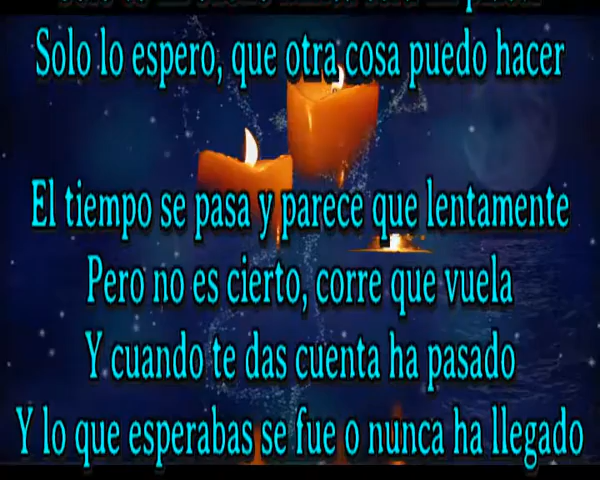 Solo lo espero, que otra cosa puedo hacer
El tiempo se pasa y parece que lentamente
Pero no es cierto, corre que vuela
Y cuando te das cuenta ha pasado
Y lo que esperabas se fue o nunca ha llegado